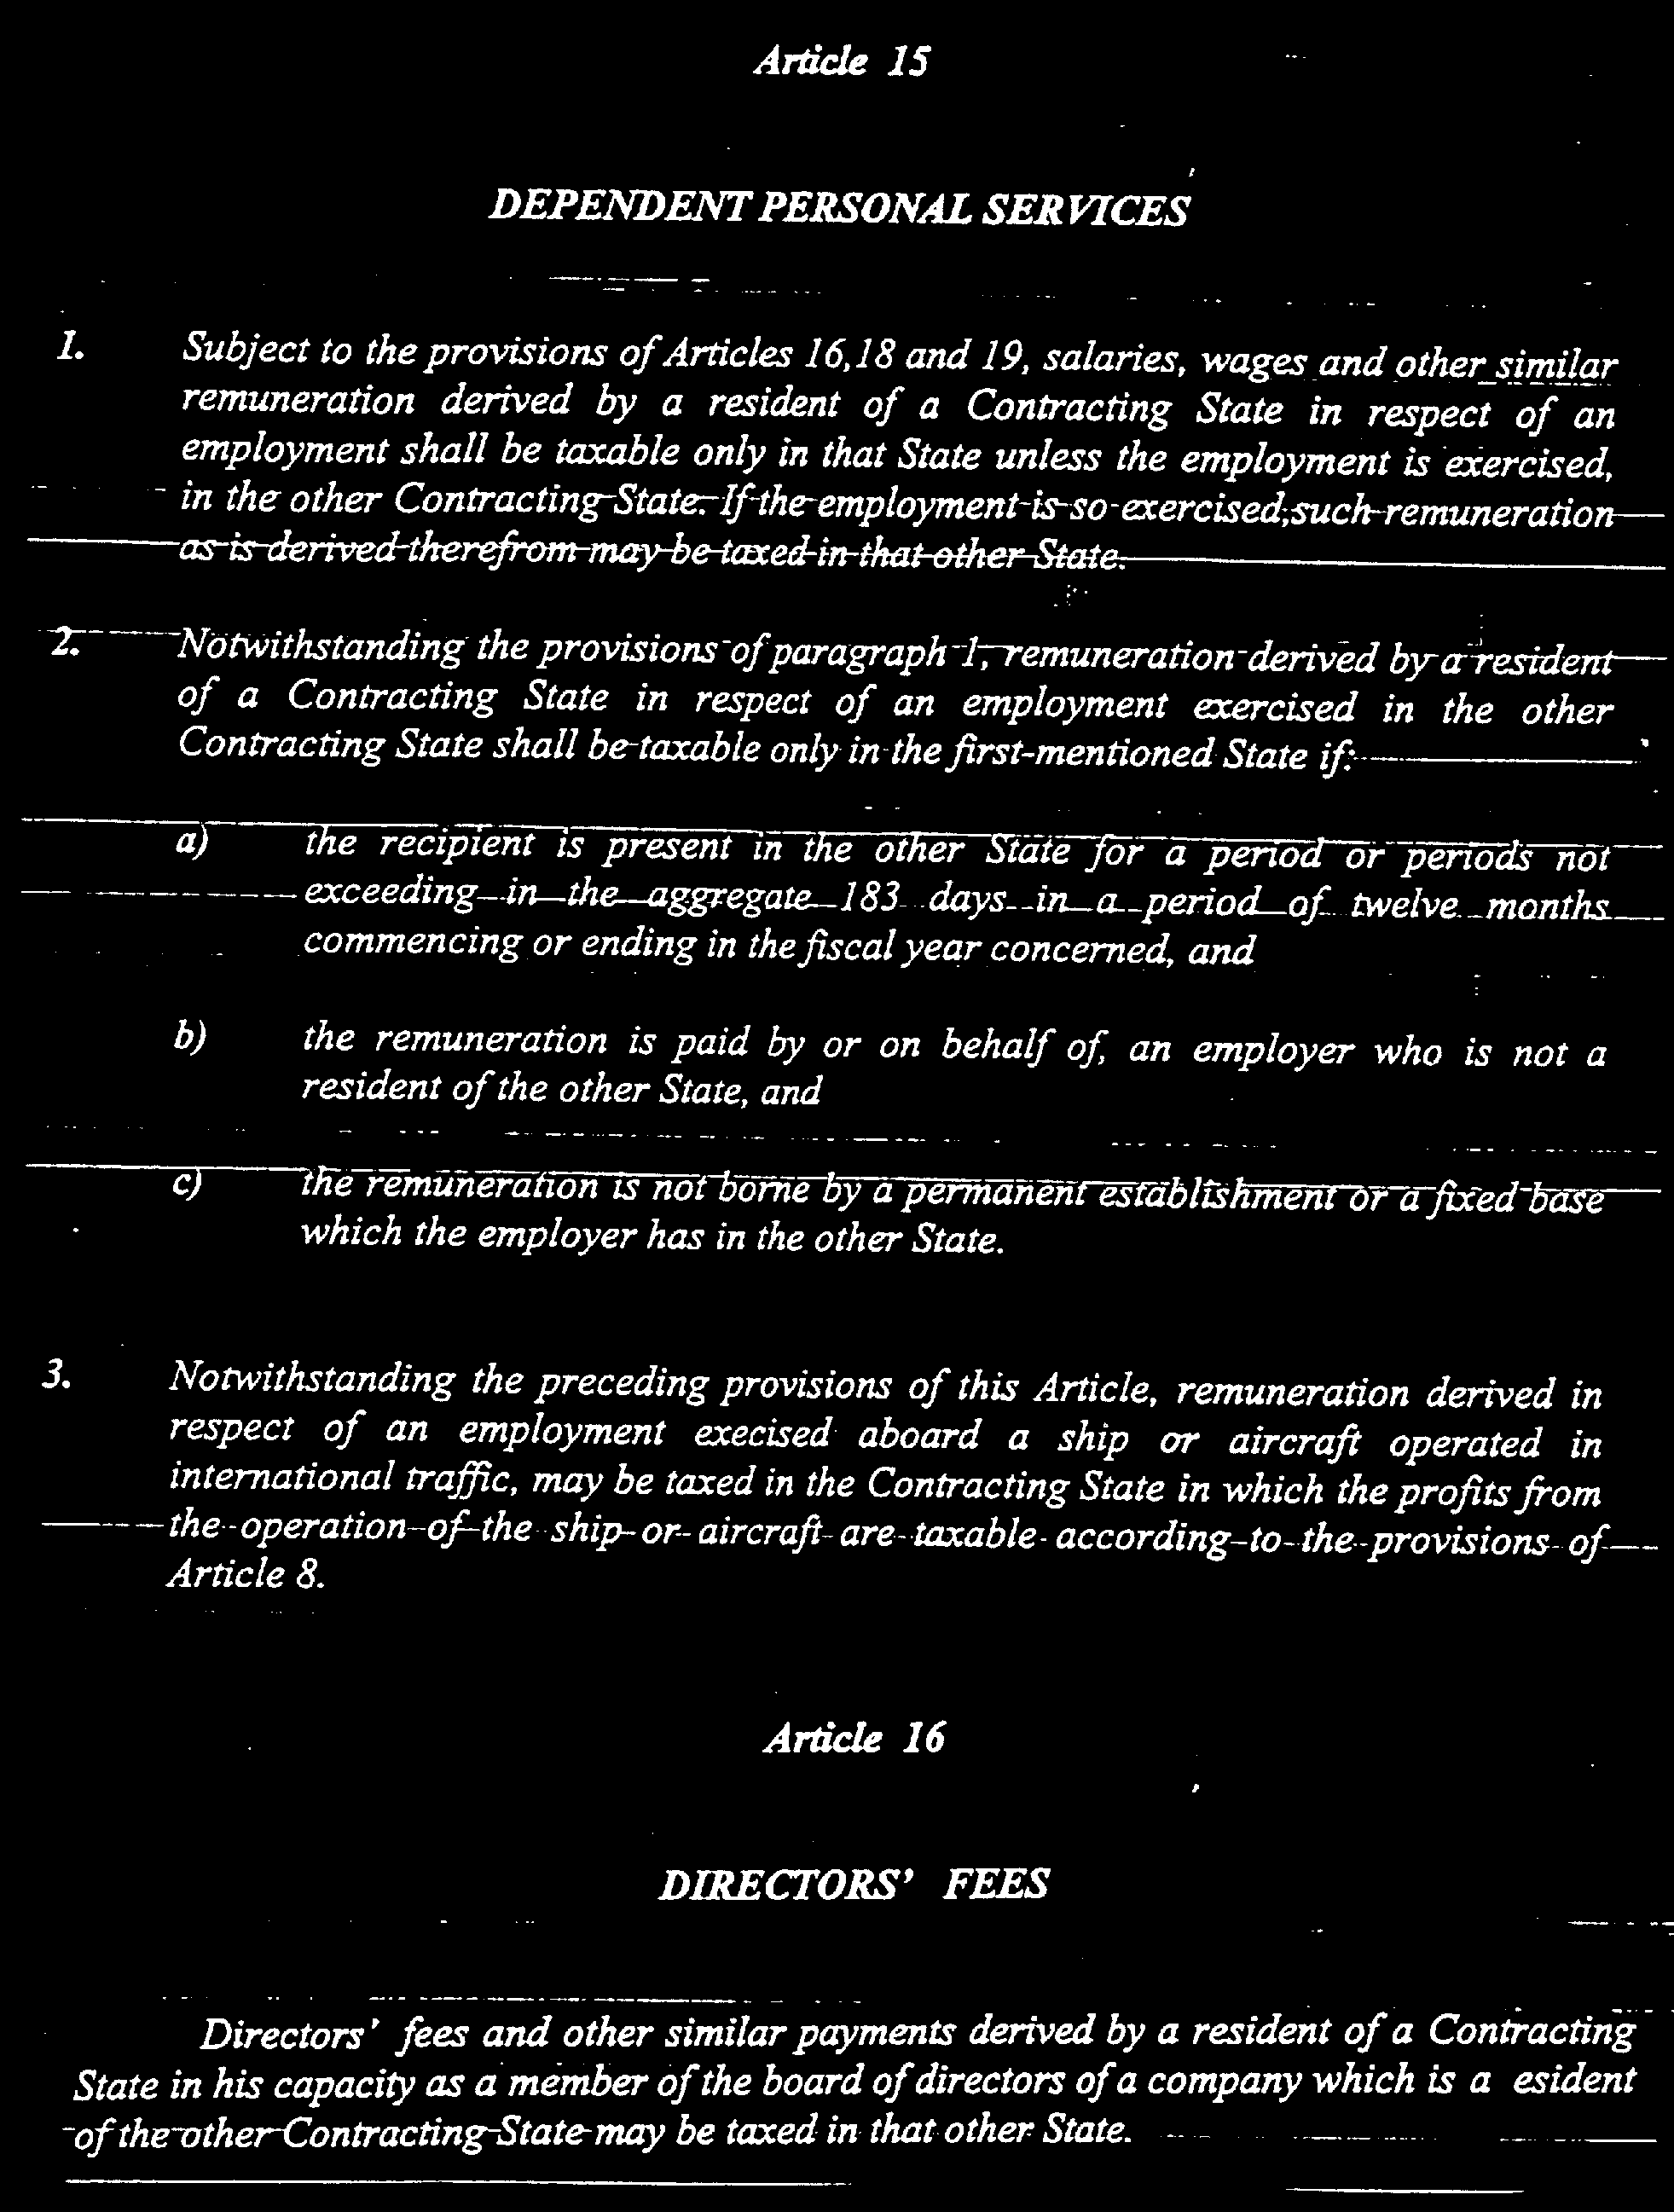 Article 15
DEPENDENT PERSONAL SERVICES
1. Subject to the provisions of Articles 16,18 and 19, salaries, wages and other similar
remuneration derived by a resident of a Contracting State in respect of an
employment shall be taxable only in that State unless the employment is exercised,
in the other Contracting State. If the employment is so exercised, such remuneration
as is derived therefrom may be taxed in that other State.
2. Notwithstanding the provisions of paragraph 1, remuneration derived by a resident
of a Contracting State in respect of an employment exercised in the other
Contracting State shall be taxable only in the first-mentioned State if:
a) the recipient is present in the other State for a period or periods not
exceeding in the aggregate 183 days in a period of twelve months
commencing or ending in the fiscal year concerned, and
b) the remuneration is paid by or on behalf of, an employer who is not a
resident of the other State, and
c) the remuneration is not borne by a permanent establishment or a fixed base
which the employer has in the other State.
3. Notwithstanding the preceding provisions of this Article, remuneration derived in
respect of an employment execised aboard a ship or aircraft operated in
international traffic, may be taxed in the Contracting State in which the profits from
the operation of the ship or aircraft are taxable according to the provisions of
Article 8.
Article 16
DIRECTORS' FEES
Directors' fees and other similar payments derived by a resident of a Contracting
State in his capacity as a member of the board of directors of a company which is a esident
of the other Contracting State may be taxed in that other State.